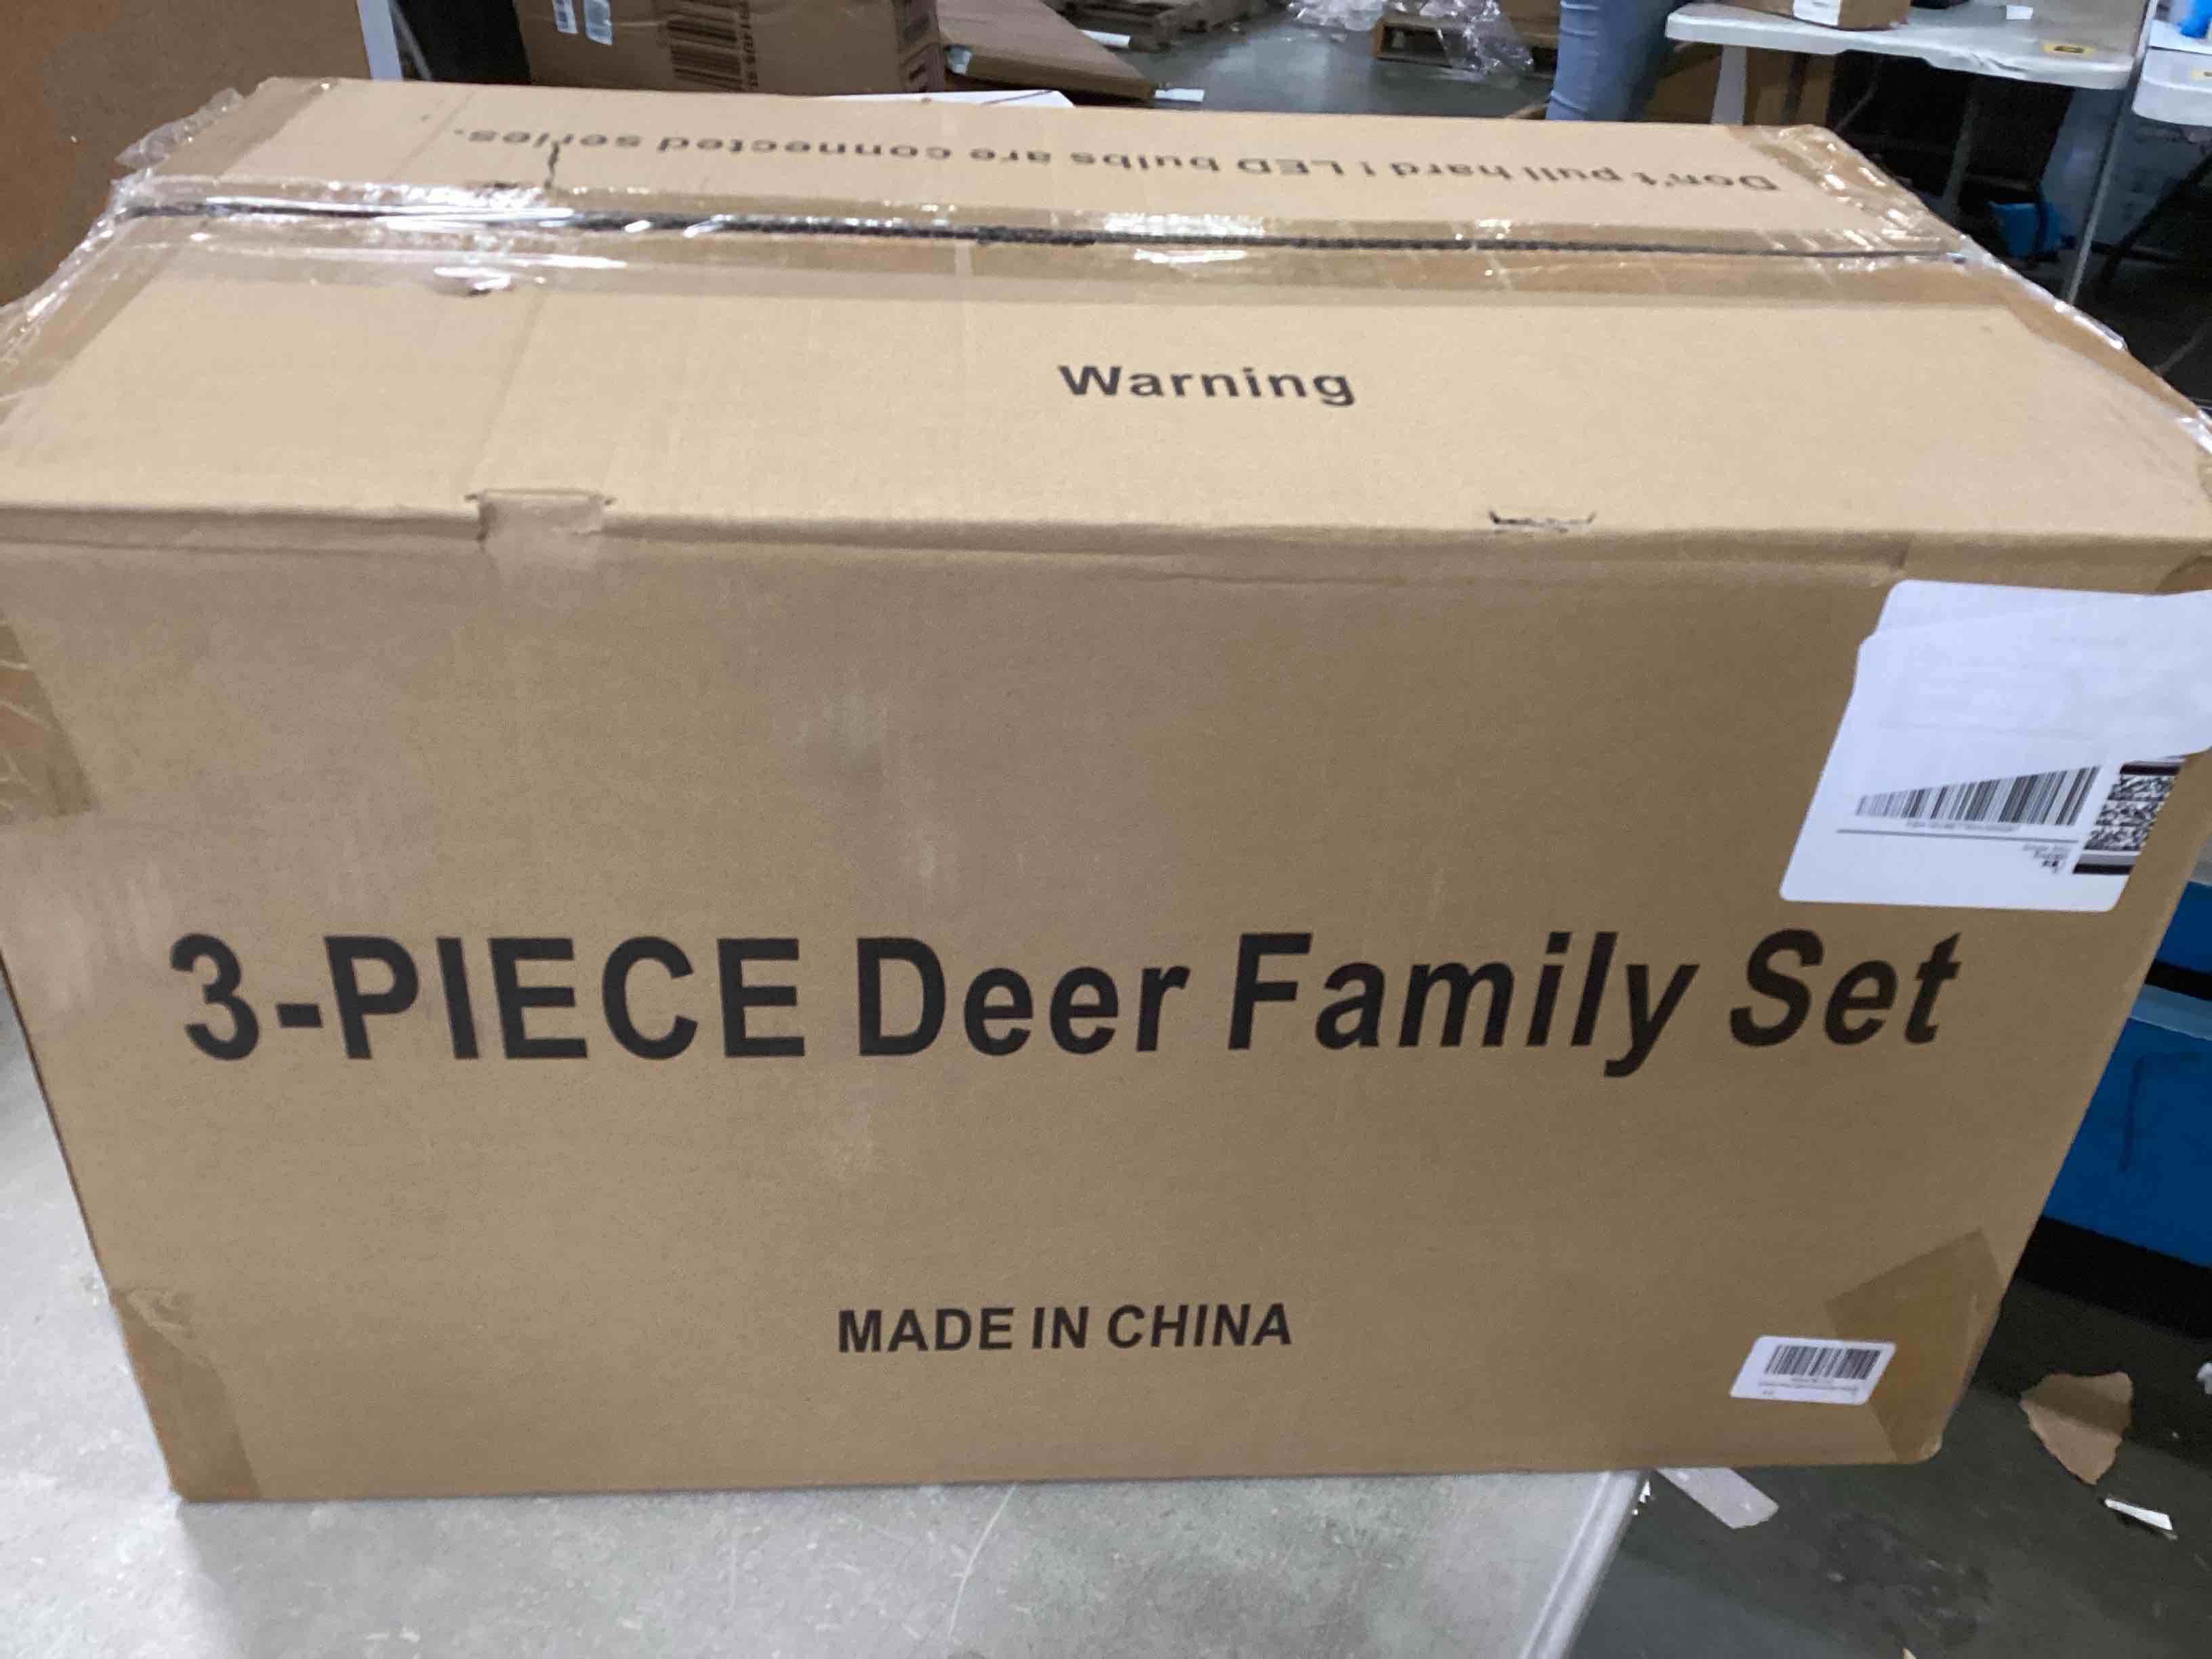 Don't pull hard ! LED bulbs are connected series.
Warning
3-PIECE Deer Family Set
MADE IN CHINA